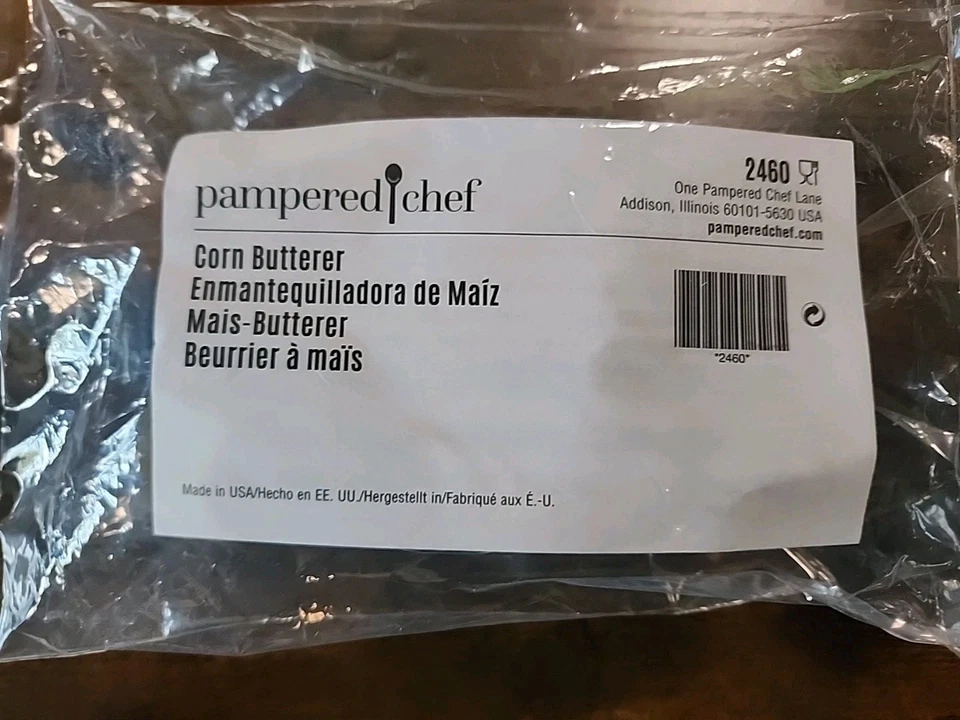 pampered chef
2460
One Pampered Chef Lane
Addison, Illinois 60101-5630 USA
pamperedchef.com
Corn Butterer
Enmantequilladora de Maíz
Mais-Butterer
Beurrier à maïs
*2460*
Made in USA/Hecho en EE. UU./Hergestellt in/Fabriqué aux É.-U.